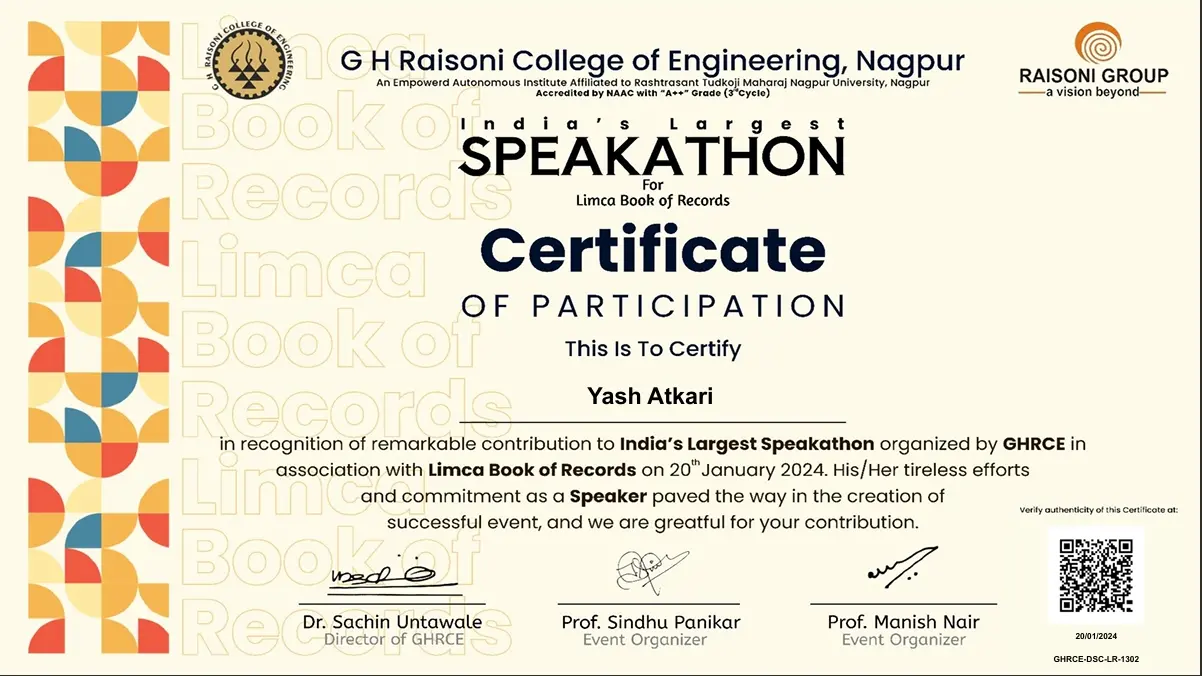 G H RAISONI COLLEGE OF ENGINEERING
G H Raisoni College of Engineering, Nagpur
An Empowerd Autonomous Institute Affiliated to Rashtrasant Tudkoji Maharaj Nagpur University, Nagpur
Accredited by NAAC with "A++" Grade (3rd Cycle)
RAISONI GROUP
a vision beyond
India's Largest
SPEAKATHON
For
Limca Book of Records
Certificate
OF PARTICIPATION
This Is To Certify
Yash Atkari
in recognition of remarkable contribution to India's Largest Speakathon organized by GHRCE in
association with Limca Book of Records on 20th January 2024. His/Her tireless efforts
and commitment as a Speaker paved the way in the creation of
successful event, and we are greatful for your contribution.
Dr. Sachin Untawale
Director of GHRCE
Prof. Sindhu Panikar
Event Organizer
Prof. Manish Nair
Event Organizer
Verify authenticity of this Certificate at:
20/01/2024
GHRCE-DSC-LR-1302
Limca
Book of
Records
Limca
Book of
Records
Limca
Book of
Records